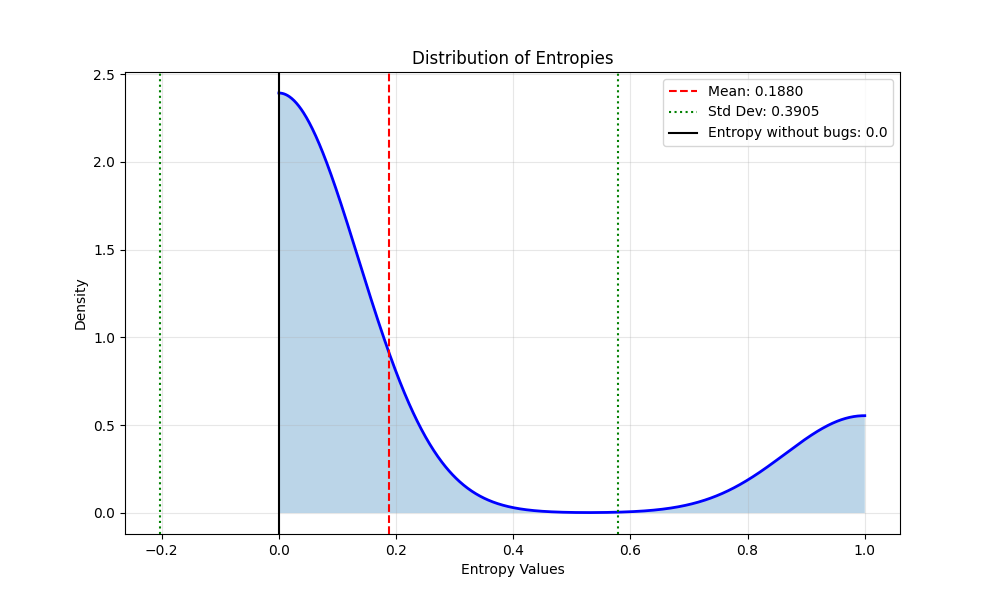 Distribution of Entropies
Mean: 0.1880
Std Dev: 0.3905
Entropy without bugs: 0.0
Density
2.5
2.0
1.5
1.0
0.5
0.0
−0.2 0.0 0.2 0.4 0.6 0.8 1.0
Entropy Values